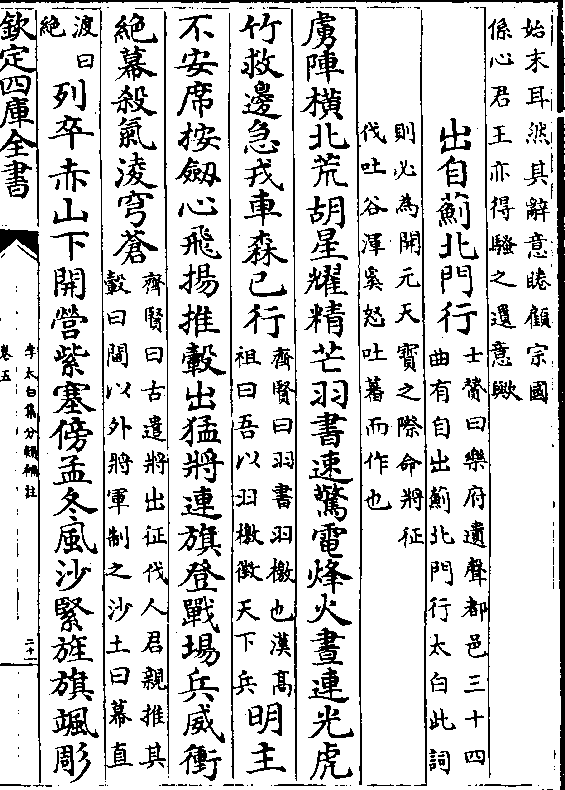 始末耳然其辭意睠顧宗國
係心君王亦得騷之遺意歟
出自薊北門行
士贇曰樂府遺聲都邑三十四
曲有自出薊北門行太白此詞
則必為開元天寶之際命將征
伐吐谷渾奚怒吐蕃而作也
虜陣橫北荒胡星耀精芒羽書速驚電烽火晝連光虎
竹救邊急戎車森已行
齊賢曰羽書羽檄也漢高
祖曰吾以羽檄徵天下兵
明主
不安席按劔心飛揚推轂出猛將連旗登戰場兵威衝
絶幕殺氣淩穹蒼
齊賢曰古遣將出征伐人君親推其
轂曰閫以外將軍制之沙土曰幕直
渡曰
絶
列卒赤山下開營紫塞傍孟冬風沙緊旌旗颯彫
欽定四庫全書
李太白集分類補註
卷五
二十一